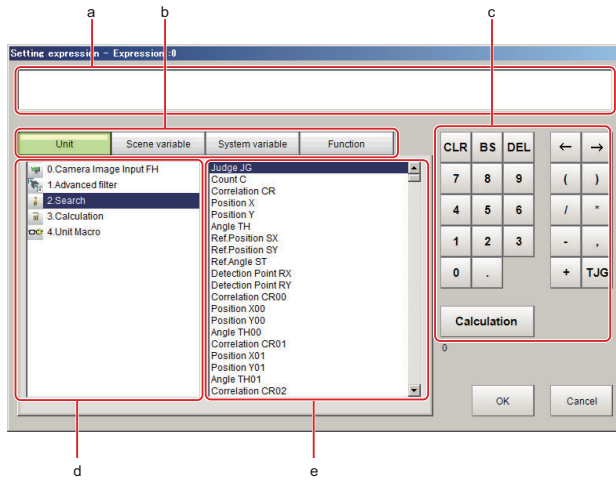 a
b
c
Setting expression - Expression:0
Unit
Scene variable
System variable
Function
0.Camera Image Input FH
1.Advanced filter
2.Search
3.Calculation
4.Unit Macro
Judge JG
Count C
Correlation CR
Position X
Position Y
Angle TH
Ref.Position SX
Ref.Position SY
Ref.Angle ST
Detection Point RX
Detection Point RY
Correlation CR00
Position X00
Position Y00
Angle TH00
Correlation CR01
Position X01
Position Y01
Angle TH01
Correlation CR02
CLR BS DEL ← →
7 8 9 ( )
4 5 6 / *
1 2 3 - ,
0 . + TJG
Calculation
0
OK
Cancel
d
e